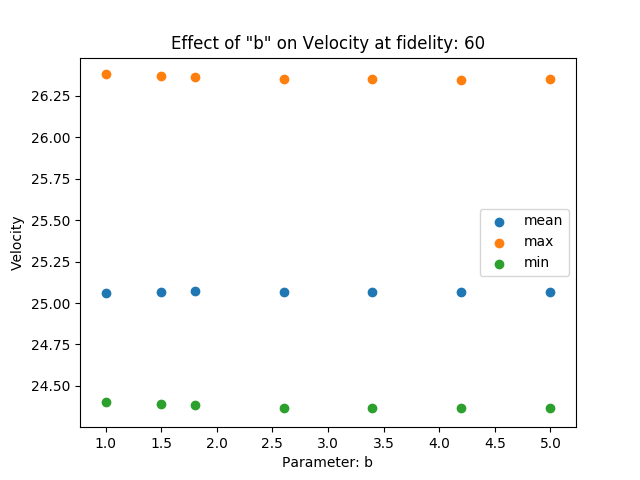 Effect of "b" on Velocity at fidelity: 60
26.25
26.00
25.75
25.50
25.25
25.00
24.75
24.50
Velocity
mean
max
min
1.0 1.5 2.0 2.5 3.0 3.5 4.0 4.5 5.0
Parameter: b